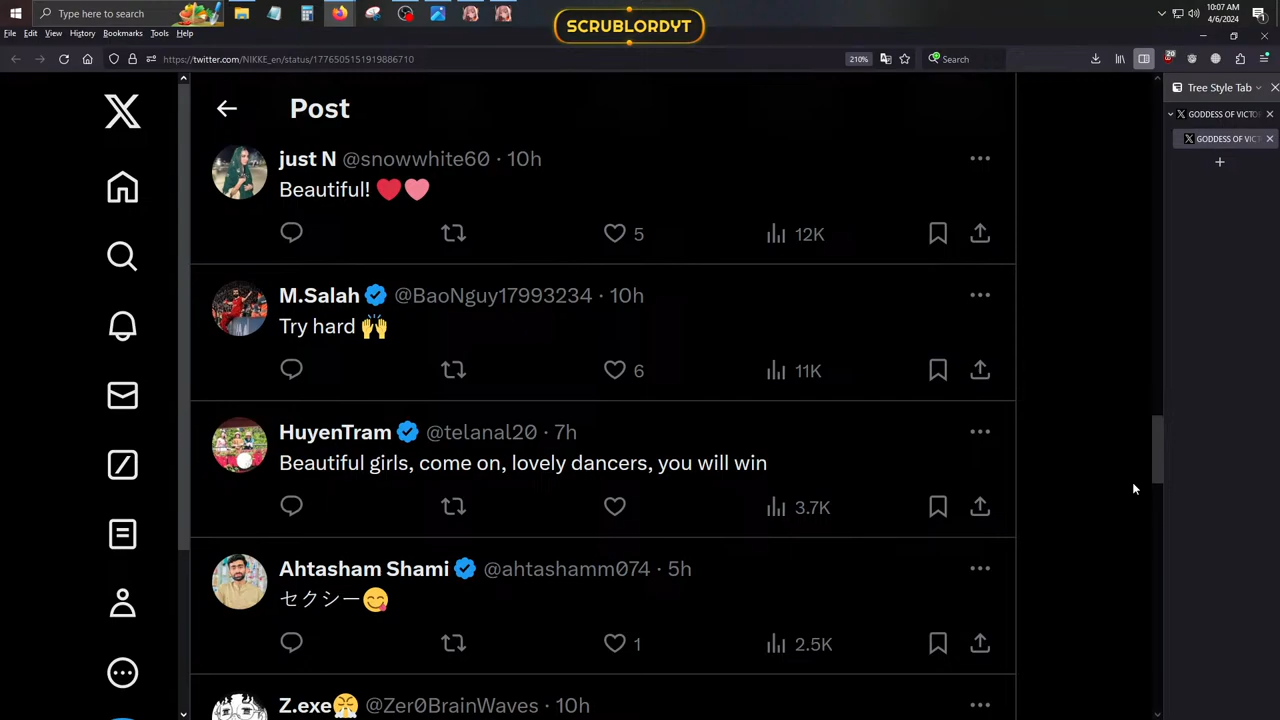 Type here to search
SCRUBLORDYT
10:07 AM
4/6/2024
File Edit View History Bookmarks Tools Help
https://twitter.com/NIKKE_en/status/1776505151919886710
210%
Search
20
Tree Style Tab
GODDESS OF VICTO
GODDESS OF VICT
Post
just N @snowwhite60 · 10h
Beautiful! ❤️🩷
5 12K
M.Salah @BaoNguy17993234 · 10h
Try hard 🙌
6 11K
HuyenTram @telanal20 · 7h
Beautiful girls, come on, lovely dancers, you will win
3.7K
Ahtasham Shami @ahtashamm074 · 5h
セクシー😋
1 2.5K
Z.exe😤 @Zer0BrainWaves · 10h